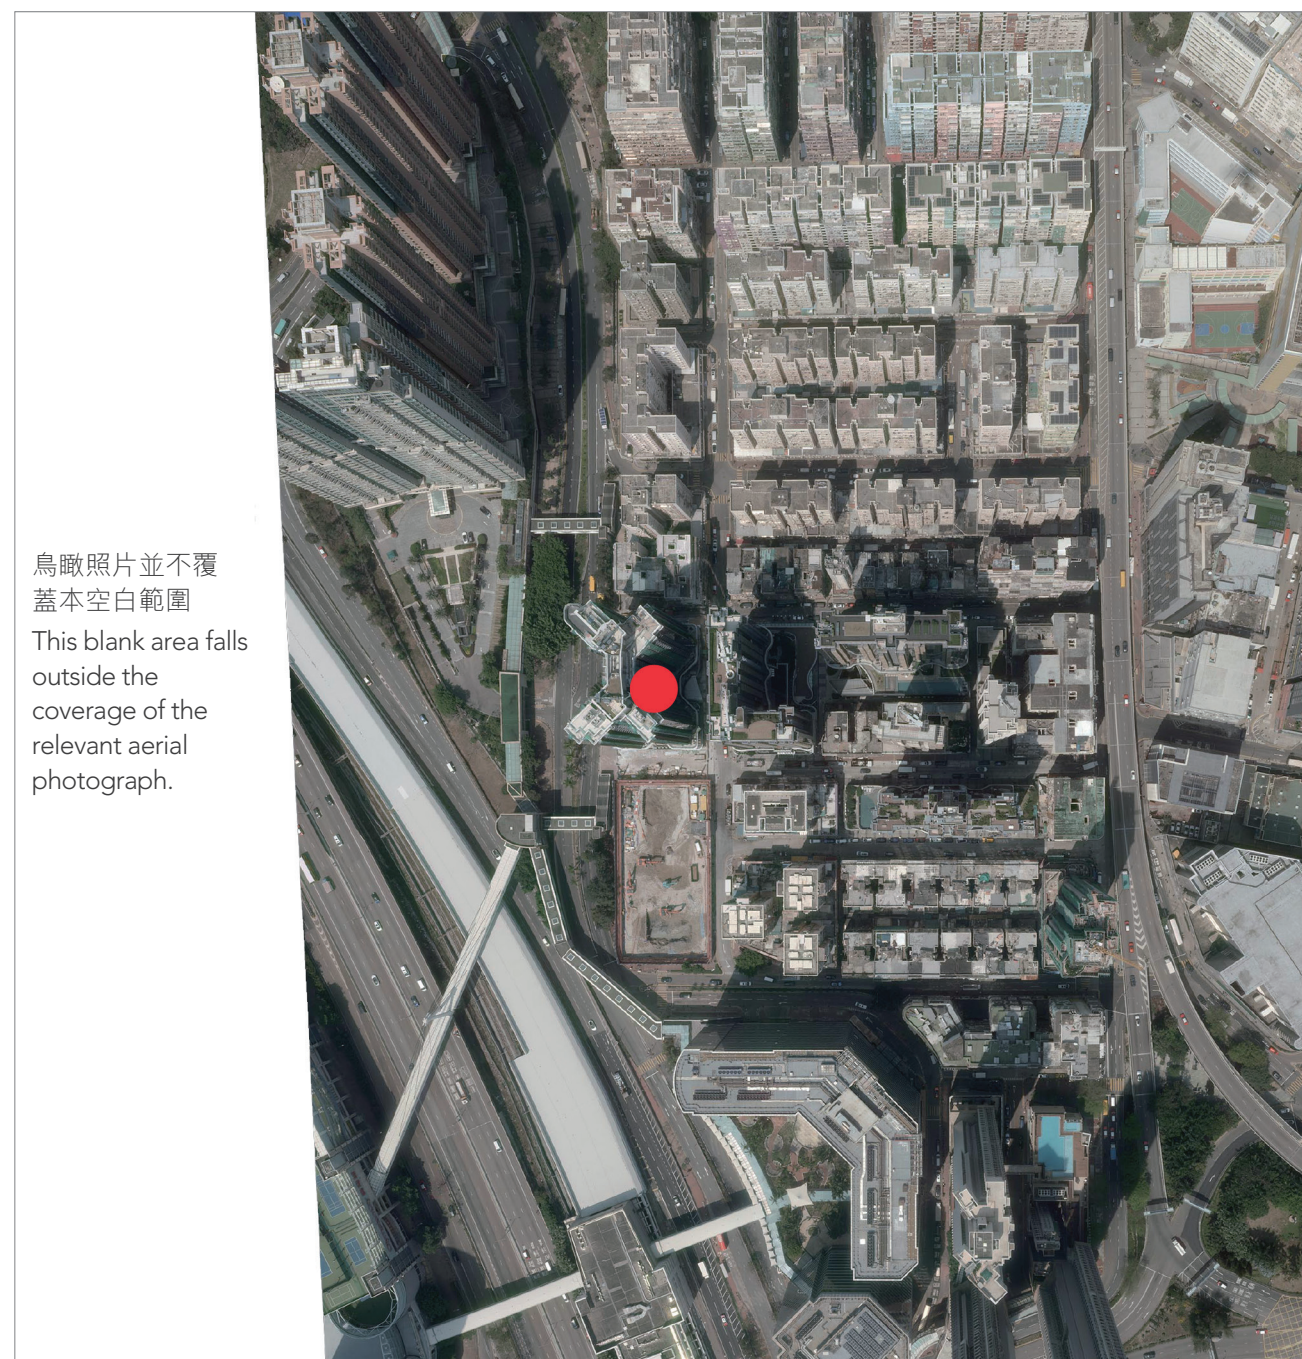 鳥瞰照片並不覆
蓋本空白範圍
This blank area falls
outside the
coverage of the
relevant aerial
photograph.